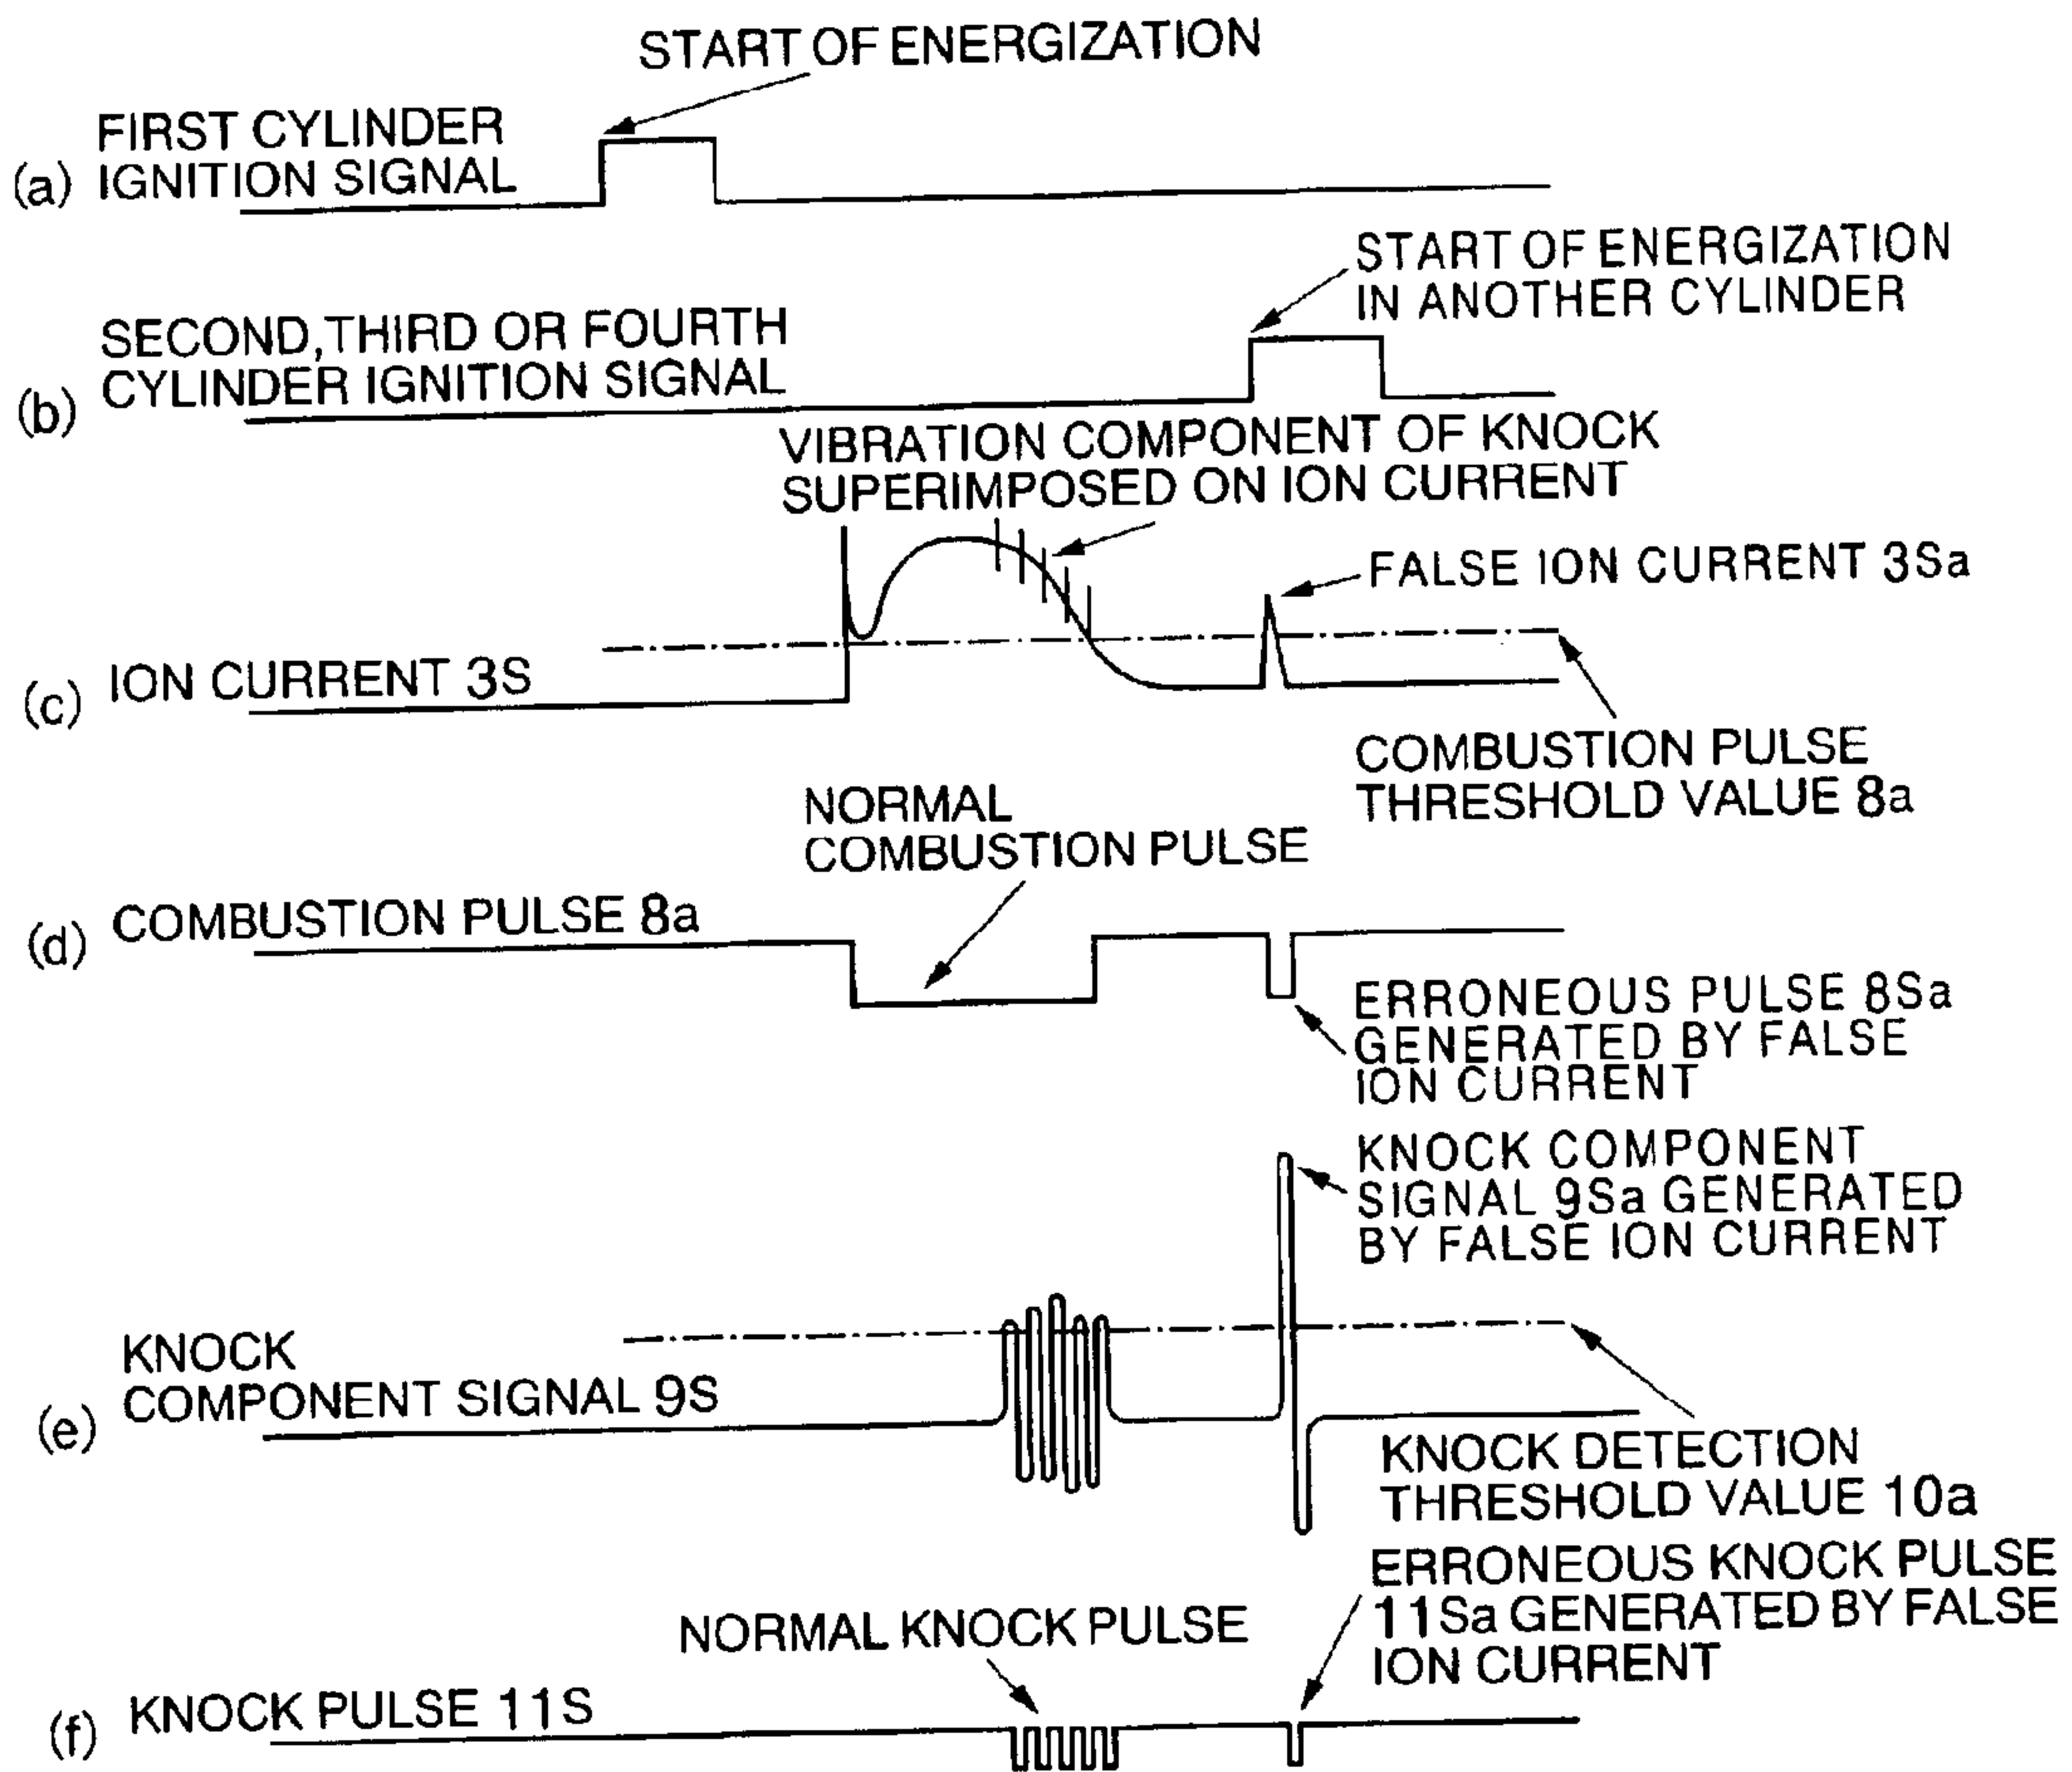 START OF ENERGIZATION
FIRST CYLINDER
(a) IGNITION SIGNAL
START OF ENERGIZATION
IN ANOTHER CYLINDER
SECOND,THIRD OR FOURTH
(b) CYLINDER IGNITION SIGNAL
VIBRATION COMPONENT OF KNOCK
SUPERIMPOSED ON ION CURRENT
FALSE ION CURRENT 3Sa
(c) ION CURRENT 3S
COMBUSTION PULSE
THRESHOLD VALUE 8a
NORMAL
COMBUSTION PULSE
(d) COMBUSTION PULSE 8a
ERRONEOUS PULSE 8Sa
GENERATED BY FALSE
ION CURRENT
KNOCK COMPONENT
SIGNAL 9Sa GENERATED
BY FALSE ION CURRENT
KNOCK
(e) COMPONENT SIGNAL 9S
KNOCK DETECTION
THRESHOLD VALUE 10a
ERRONEOUS KNOCK PULSE
11Sa GENERATED BY FALSE
ION CURRENT
NORMAL KNOCK PULSE
(f) KNOCK PULSE 11S